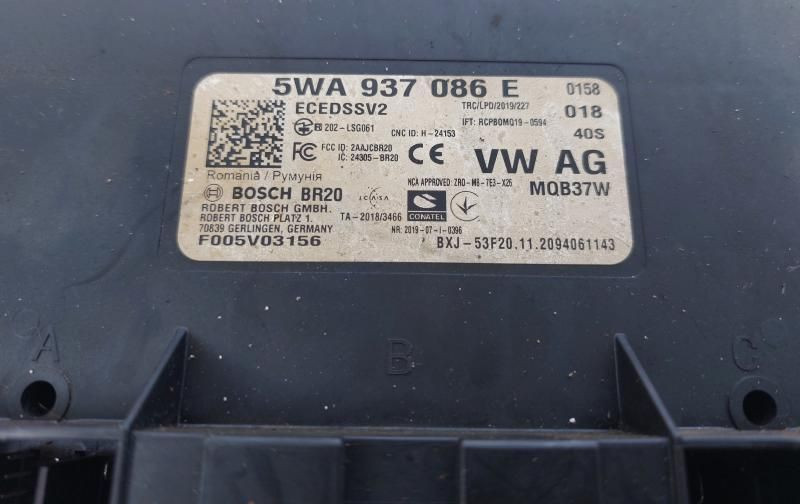 5WA 937 086 E 0158
ECEDSSV2 TRC/LPD/2019/227 018
202-LSG061 CNC ID: H-24153 IFT: RCPBOMQ19-0594 40S
FC FCC ID: 2AAJCBR20
IC: 24305-BR20 CE VW AG
Romania / Румунія NCA APPROVED: ZRO-M8-7E3-X26 MQB37W
BOSCH BR20 I.C.A.S.A
ROBERT BOSCH GMBH.
ROBERT BOSCH PLATZ 1. TA-2018/3466 CONATEL
70839 GERLINGEN, GERMANY NR: 2019-07-I-0396
F005V03156 BXJ-53F20.11.2094061143
A B C